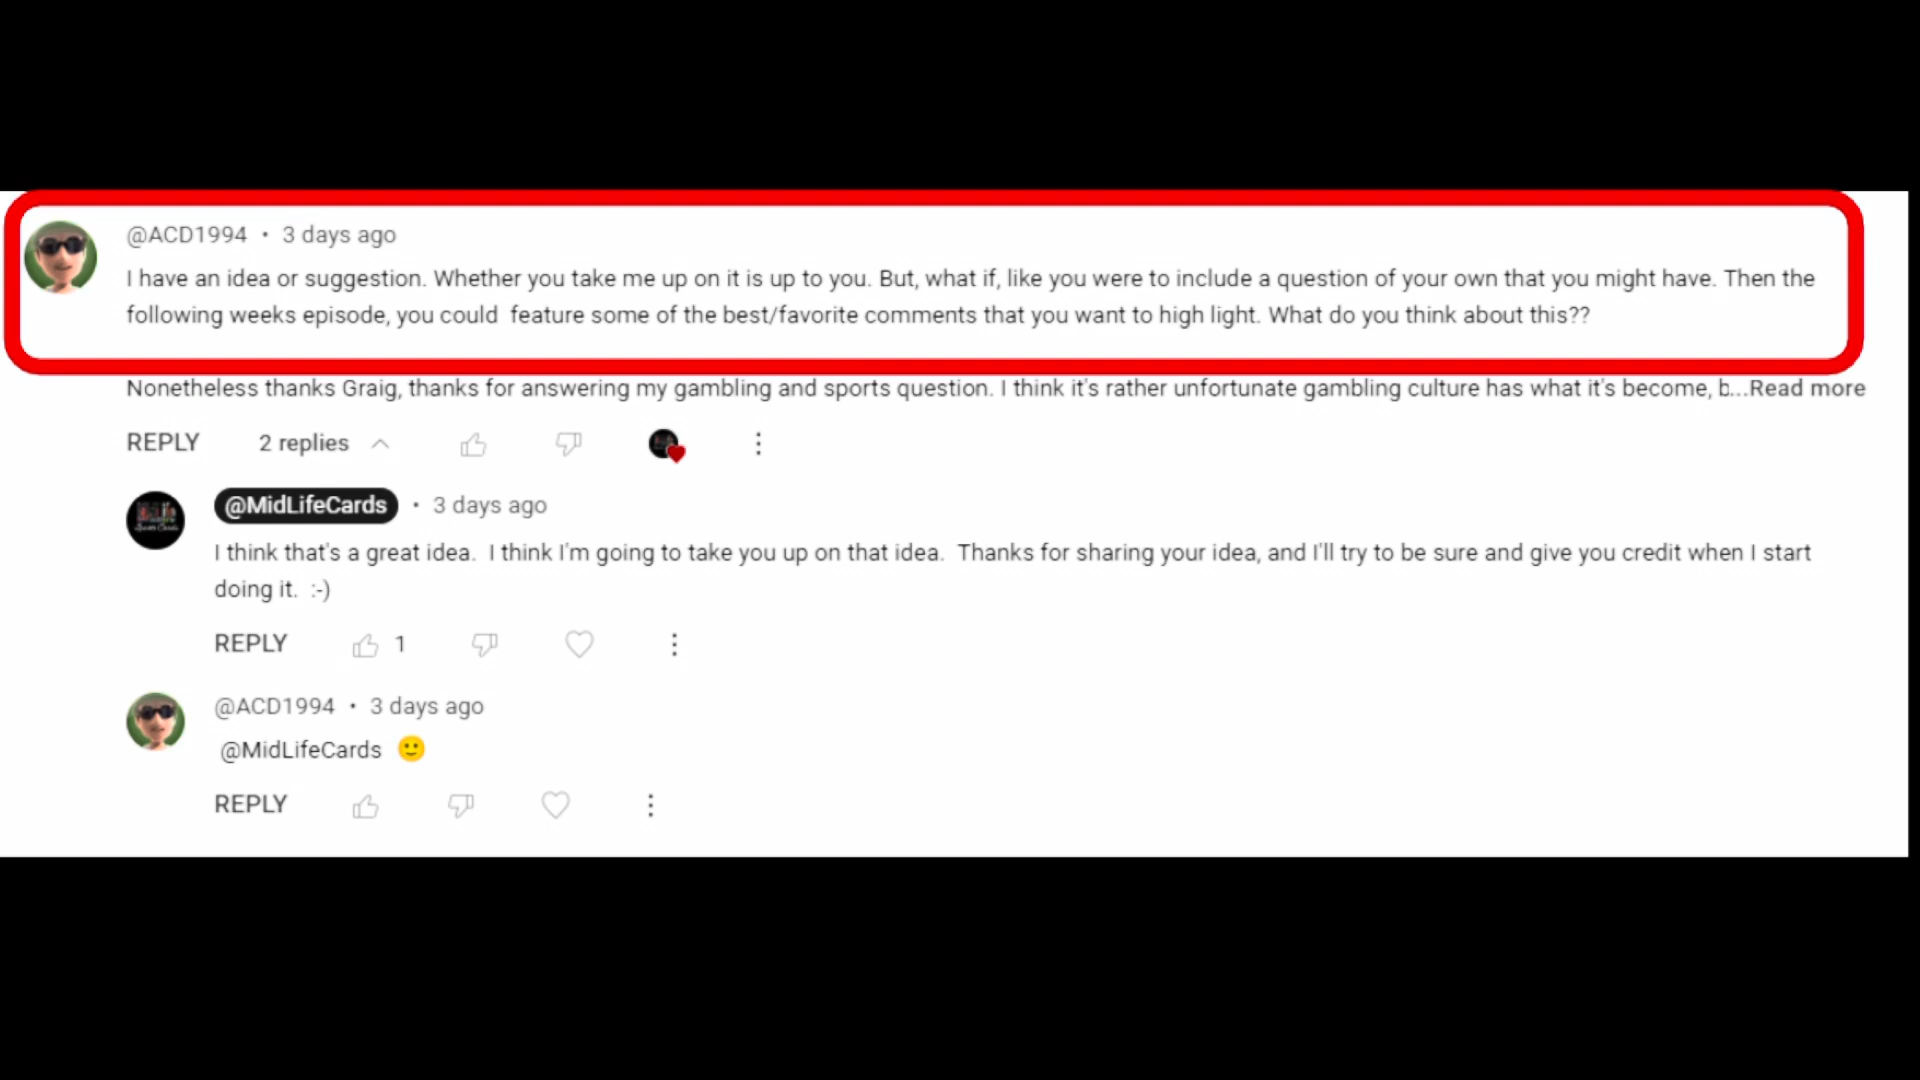 @ACD1994 • 3 days ago
I have an idea or suggestion. Whether you take me up on it is up to you. But, what if, like you were to include a question of your own that you might have. Then the
following weeks episode, you could feature some of the best/favorite comments that you want to high light. What do you think about this??
Nonetheless thanks Graig, thanks for answering my gambling and sports question. I think it's rather unfortunate gambling culture has what it's become, b...Read more
REPLY 2 replies
@MidLifeCards • 3 days ago
I think that's a great idea. I think I'm going to take you up on that idea. Thanks for sharing your idea, and I'll try to be sure and give you credit when I start
doing it. :-)
REPLY 1
@ACD1994 • 3 days ago
@MidLifeCards 🙂
REPLY